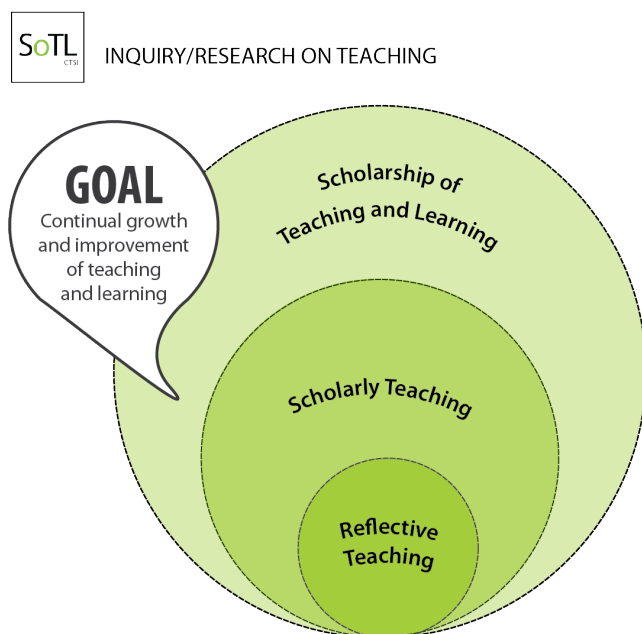 SoTL
CTSI
INQUIRY/RESEARCH ON TEACHING
GOAL
Continual growth
and improvement
of teaching
and learning
Scholarship of
Teaching and Learning
Scholarly Teaching
Reflective
Teaching